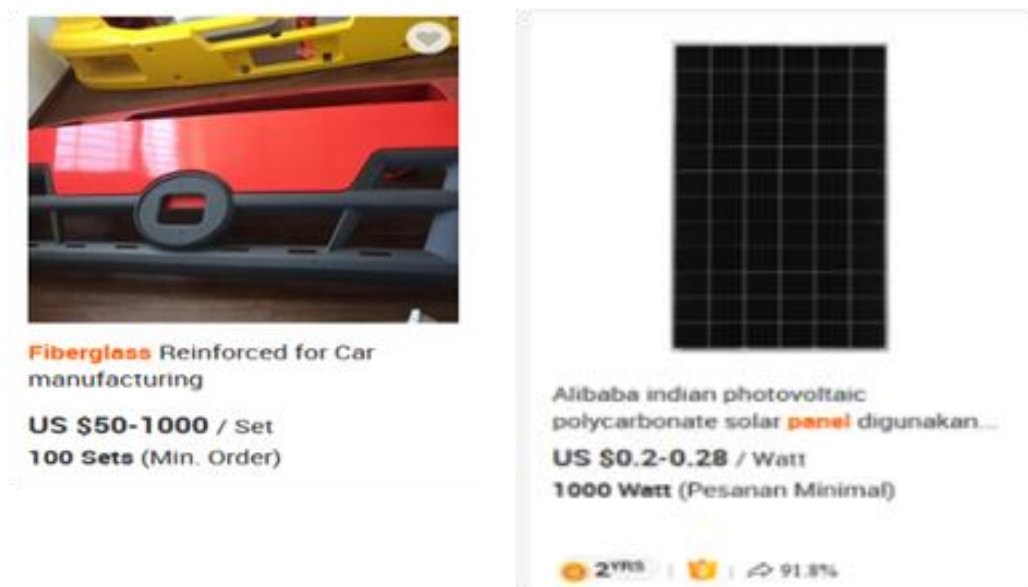 Fiberglass Reinforced for Car
manufacturing
US $50-1000 / Set
100 Sets (Min. Order)
Alibaba indian photovoltaic
polycarbonate solar panel digunakan...
US $0.2-0.28 / Watt
1000 Watt (Pesanan Minimal)
2YRS 91.8%